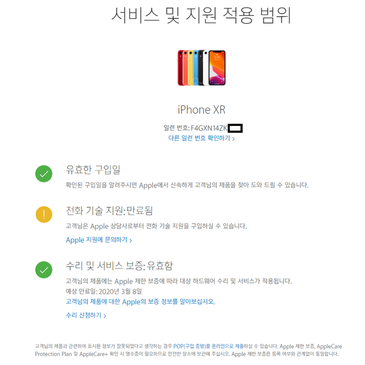 서비스 및 지원 적용 범위
iPhone XR
일련 번호: F4GXN14ZK
다른 일련 번호 확인하기 >
유효한 구입일
확인된 구입일을 알려주시면 Apple에서 신속하게 고객님의 제품을 찾아 도와 드릴 수 있습니다.
전화 기술 지원: 만료됨
고객님은 Apple 상담사로부터 전화 기술 지원을 구입하실 수 있습니다.
Apple 지원에 문의하기 >
수리 및 서비스 보증: 유효함
고객님의 제품에는 Apple 제한 보증에 따라 대상 하드웨어 수리 및 서비스가 적용됩니다.
예상 만료일: 2020년 3월 8일
고객님의 제품에 대한 Apple의 보증 정보를 알아보십시오.
수리 신청하기 >
고객님의 제품과 관련하여 표시된 정보가 잘못되었다고 생각하는 경우 POP(구입 증명)를 온라인으로 제출하실 수 있습니다. Apple 제한 보증, AppleCare
Protection Plan 및 AppleCare+ 확인 시 영수증이 필요하므로 안전한 장소에 보관해 주십시오. Apple 제한 보증은 등록 여부와 관계없이 동일합니다.